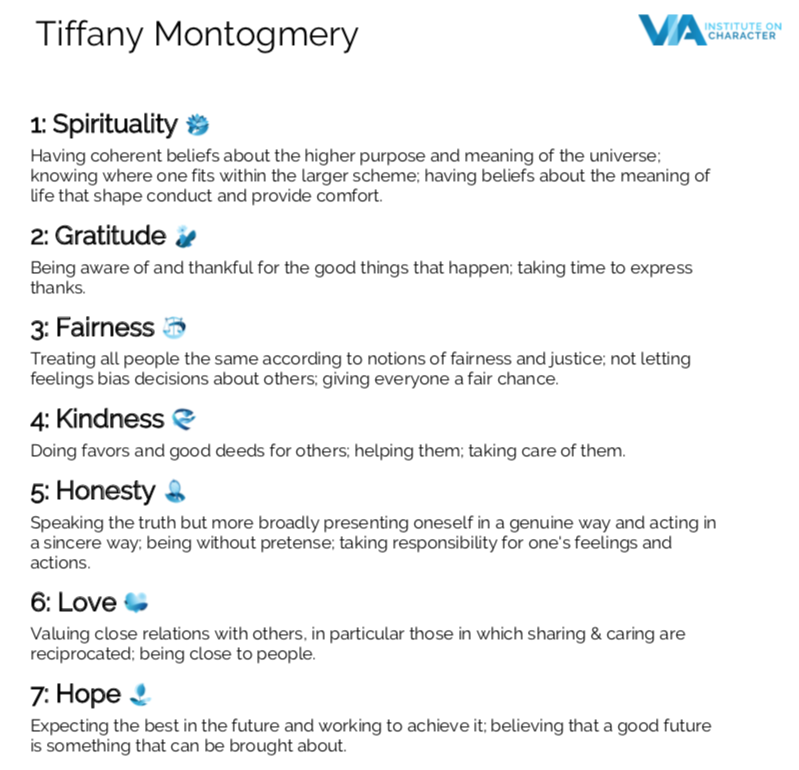 Tiffany Montogmery
VIA INSTITUTE ON
CHARACTER
1: Spirituality
Having coherent beliefs about the higher purpose and meaning of the universe;
knowing where one fits within the larger scheme; having beliefs about the meaning of
life that shape conduct and provide comfort.
2: Gratitude
Being aware of and thankful for the good things that happen; taking time to express
thanks.
3: Fairness
Treating all people the same according to notions of fairness and justice; not letting
feelings bias decisions about others; giving everyone a fair chance.
4: Kindness
Doing favors and good deeds for others; helping them; taking care of them.
5: Honesty
Speaking the truth but more broadly presenting oneself in a genuine way and acting in
a sincere way; being without pretense; taking responsibility for one's feelings and
actions.
6: Love
Valuing close relations with others, in particular those in which sharing & caring are
reciprocated; being close to people.
7: Hope
Expecting the best in the future and working to achieve it; believing that a good future
is something that can be brought about.